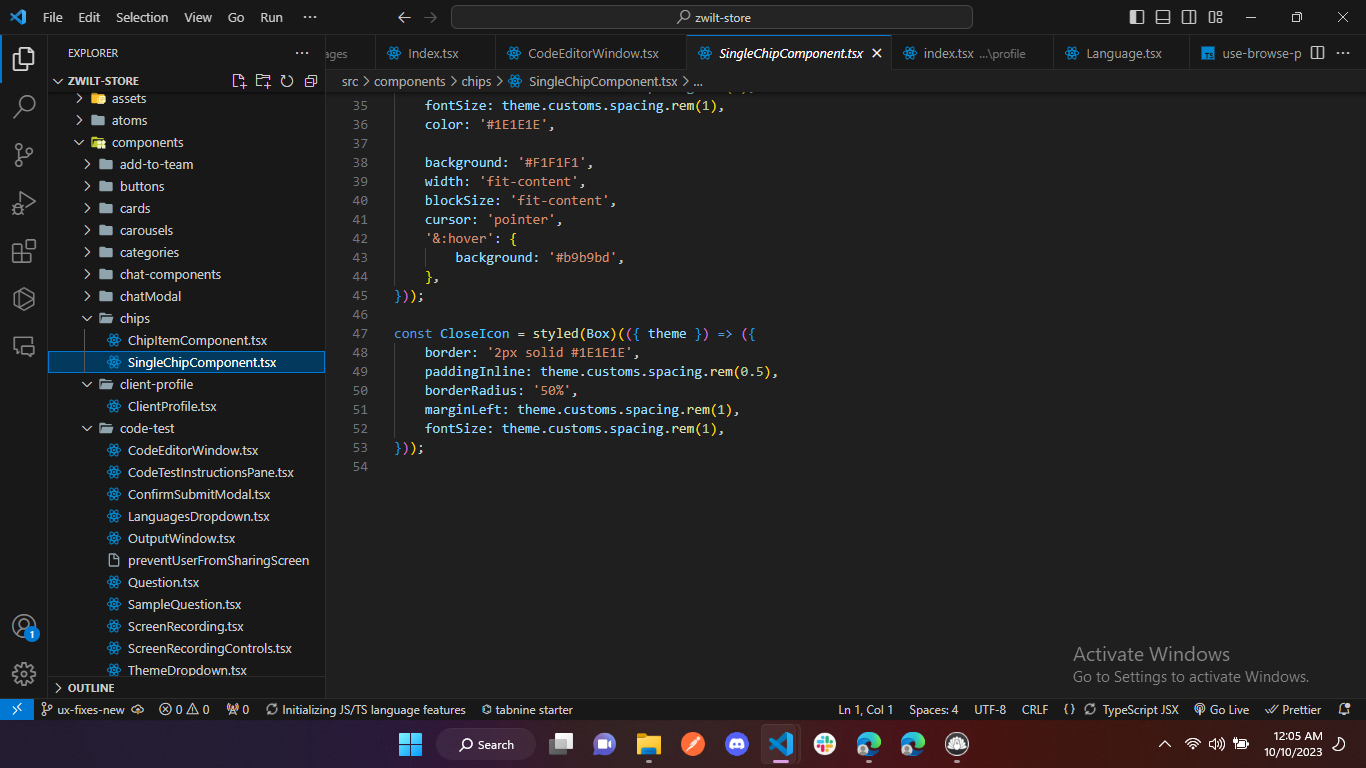 File Edit Selection View Go Run ···
zwilt-store
EXPLORER ···
ages Index.tsx CodeEditorWindow.tsx SingleChipComponent.tsx index.tsx ...\profile Language.tsx use-browse-p ···
ZWILT-STORE
src > components > chips > SingleChipComponent.tsx > ...
assets
atoms
components
add-to-team
buttons
cards
carousels
categories
chat-components
chatModal
chips
ChipItemComponent.tsx
SingleChipComponent.tsx
client-profile
ClientProfile.tsx
code-test
CodeEditorWindow.tsx
CodeTestInstructionsPane.tsx
ConfirmSubmitModal.tsx
LanguagesDropdown.tsx
OutputWindow.tsx
preventUserFromSharingScreen
Question.tsx
SampleQuestion.tsx
ScreenRecording.tsx
ScreenRecordingControls.tsx
ThemeDropdown.tsx
OUTLINE
35 fontSize: theme.customs.spacing.rem(1),
36 color: '#1E1E1E',
37
38 background: '#F1F1F1',
39 width: 'fit-content',
40 blockSize: 'fit-content',
41 cursor: 'pointer',
42 '&:hover': {
43 background: '#b9b9bd',
44 },
45 }));
46
47 const CloseIcon = styled(Box)(({ theme }) => ({
48 border: '2px solid #1E1E1E',
49 paddingInline: theme.customs.spacing.rem(0.5),
50 borderRadius: '50%',
51 marginLeft: theme.customs.spacing.rem(1),
52 fontSize: theme.customs.spacing.rem(1),
53 }));
54
Activate Windows
Go to Settings to activate Windows.
1
ux-fixes-new 0 0 0 Initializing JS/TS language features tabnine starter Ln 1, Col 1 Spaces: 4 UTF-8 CRLF {} TypeScript JSX Go Live Prettier
Search
12:05 AM
10/10/2023